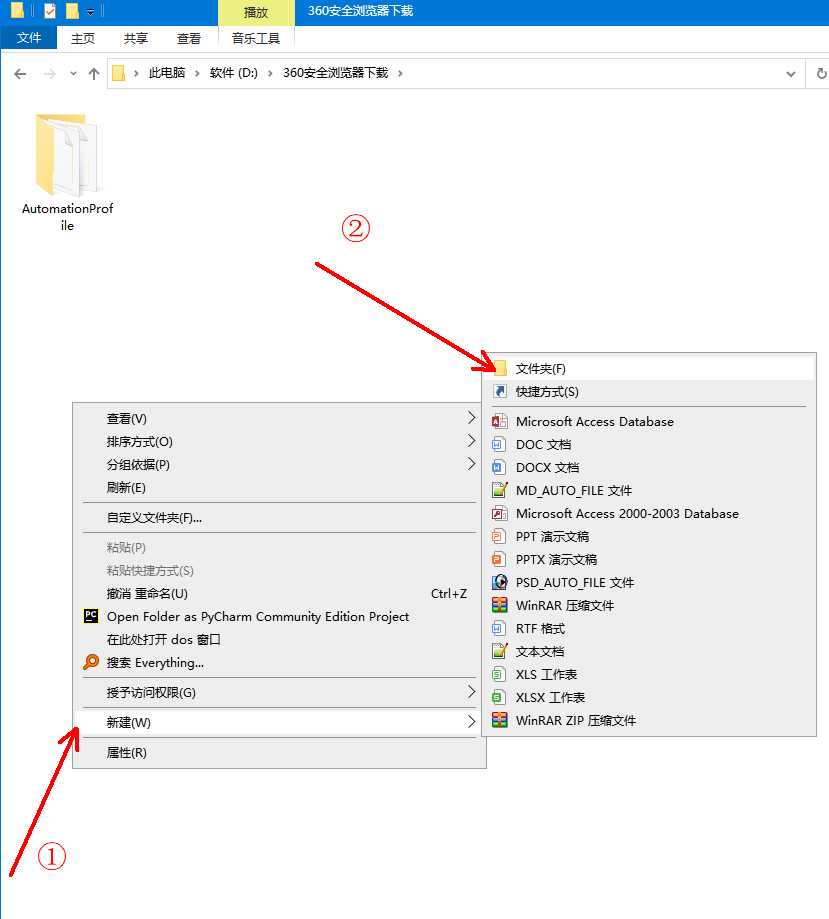 播放
360安全浏览器下载
文件
主页
共享
查看
音乐工具
此电脑
软件 (D:)
360安全浏览器下载
AutomationProf
ile
②
文件夹(F)
快捷方式(S)
Microsoft Access Database
DOC 文档
DOCX 文档
MD_AUTO_FILE 文件
Microsoft Access 2000-2003 Database
PPT 演示文稿
PPTX 演示文稿
PSD_AUTO_FILE 文件
WinRAR 压缩文件
RTF 格式
文本文档
XLS 工作表
XLSX 工作表
WinRAR ZIP 压缩文件
查看(V)
排序方式(O)
分组依据(P)
刷新(E)
自定义文件夹(F)...
粘贴(P)
粘贴快捷方式(S)
撤消 重命名(U) Ctrl+Z
PC
Open Folder as PyCharm Community Edition Project
在此处打开 dos 窗口
搜索 Everything...
授予访问权限(G)
新建(W)
属性(R)
①